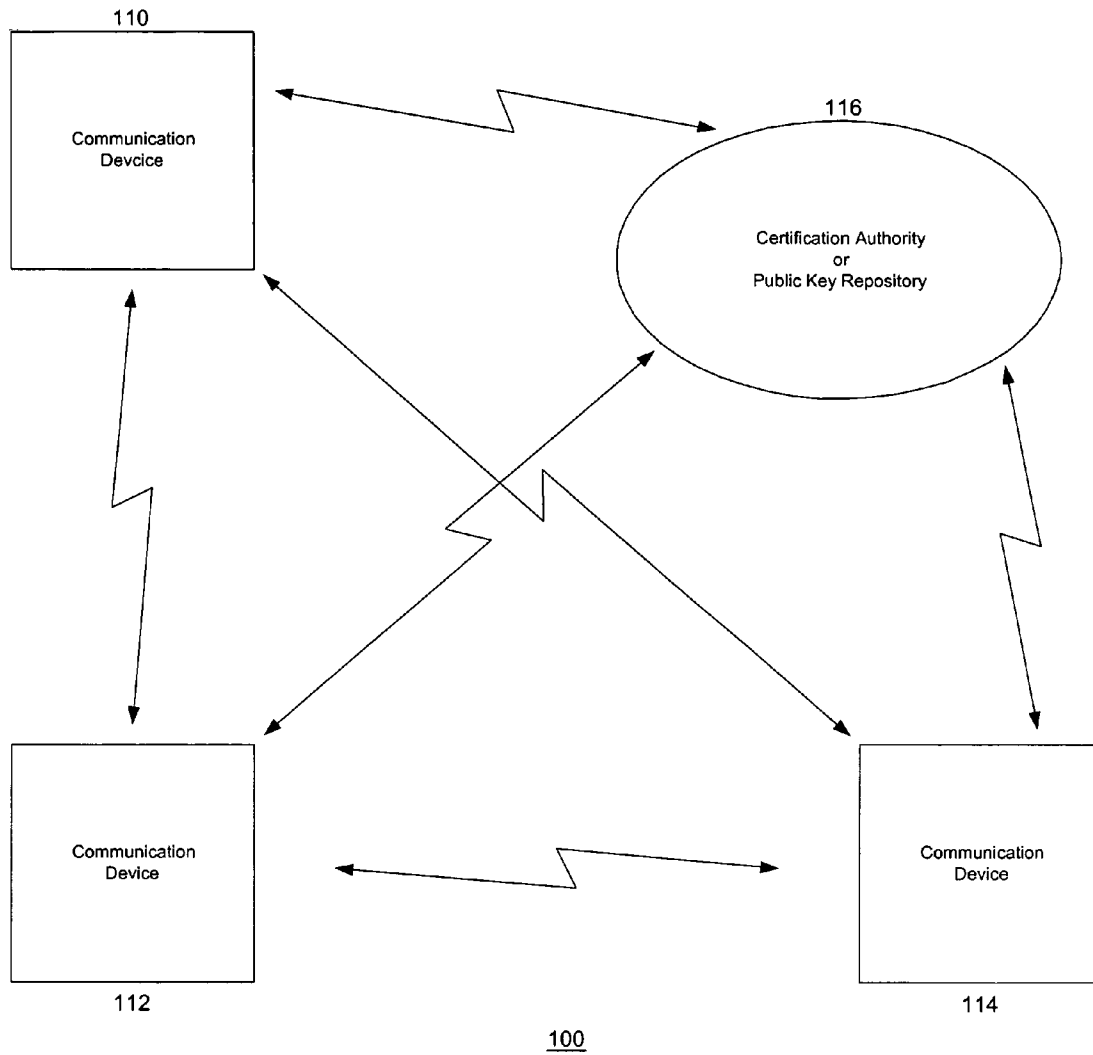 110
Communication
Devcice
116
Certification Authority
or
Public Key Repository
Communication
Device
112
Communication
Device
114
100